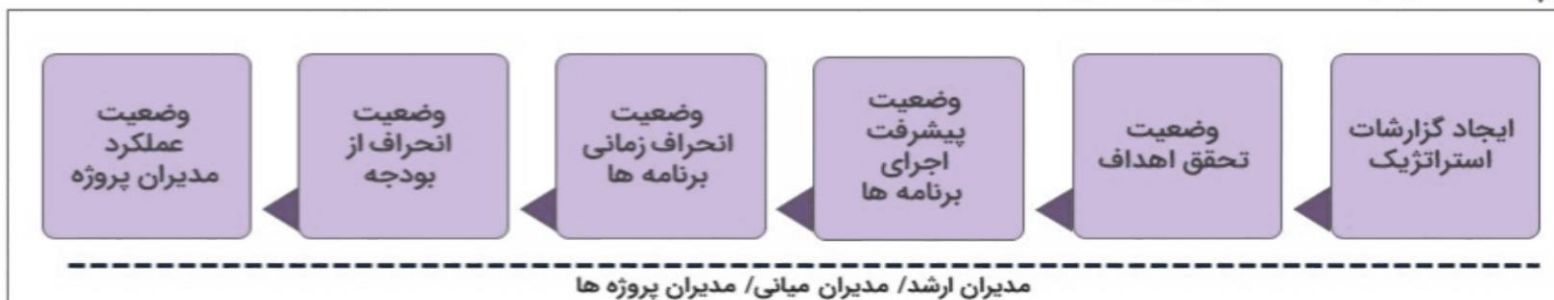 ایجاد گزارشات
استراتژیک
وضعیت
تحقق اهداف
وضعیت
پیشرفت
اجرای
برنامه ها
وضعیت
انحراف زمانی
برنامه ها
وضعیت
انحراف از
بودجه
وضعیت
عملکرد
مدیران پروژه
مدیران ارشد/ مدیران میانی/ مدیران پروژه ها